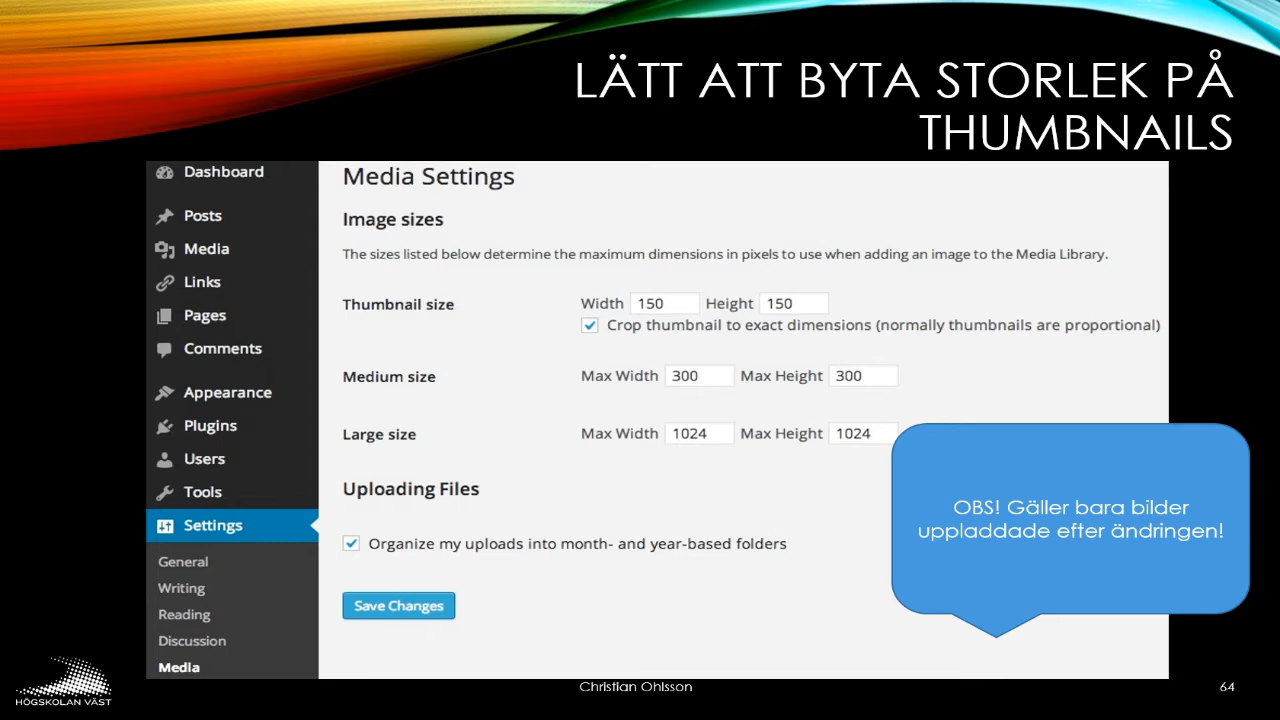 LÄTT ATT BYTA STORLEK PÅ
THUMBNAILS
Dashboard
Posts
Media
Links
Pages
Comments
Appearance
Plugins
Users
Tools
Settings
General
Writing
Reading
Discussion
Media
Media Settings
Image sizes
The sizes listed below determine the maximum dimensions in pixels to use when adding an image to the Media Library.
Thumbnail size Width 150 Height 150
Crop thumbnail to exact dimensions (normally thumbnails are proportional)
Medium size Max Width 300 Max Height 300
Large size Max Width 1024 Max Height 1024
Uploading Files
Organize my uploads into month- and year-based folders
Save Changes
OBS! Gäller bara bilder
uppladdade efter ändringen!
HÖGSKOLAN VÄST
Christian Ohlsson
64